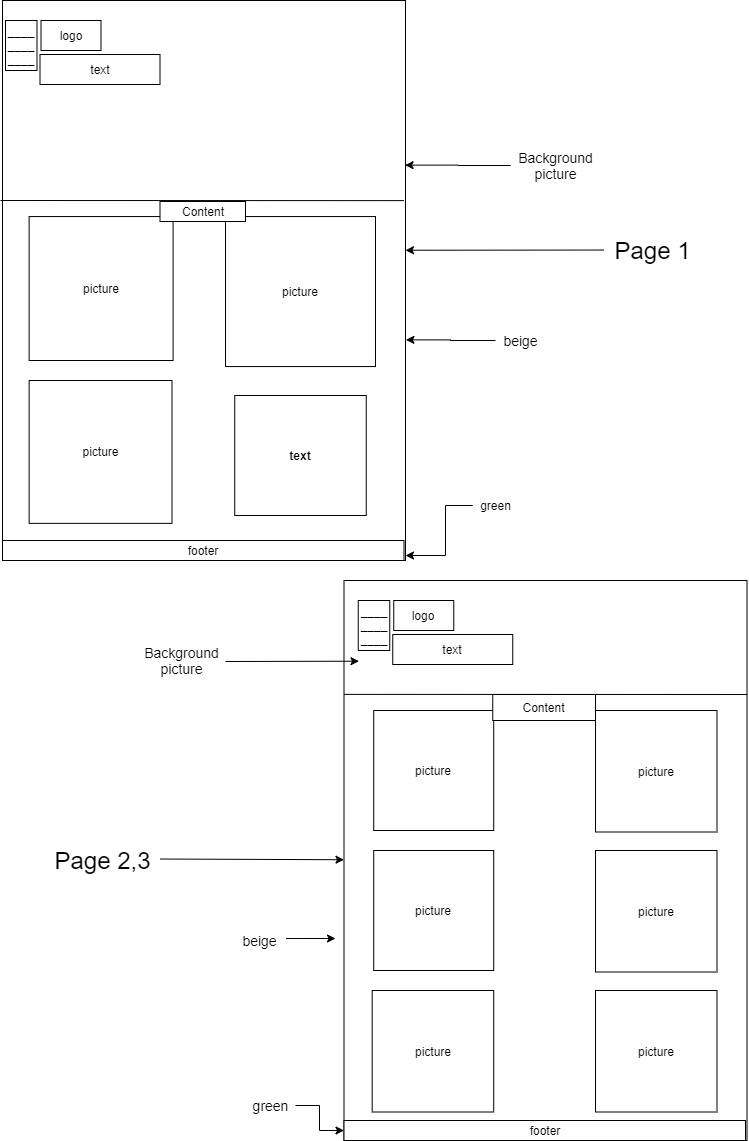 logo
text
Background
picture
Content
Page 1
picture
picture
beige
picture
text
green
footer
logo
text
Background
picture
Content
picture
picture
Page 2,3
picture
picture
beige
picture
picture
green
footer